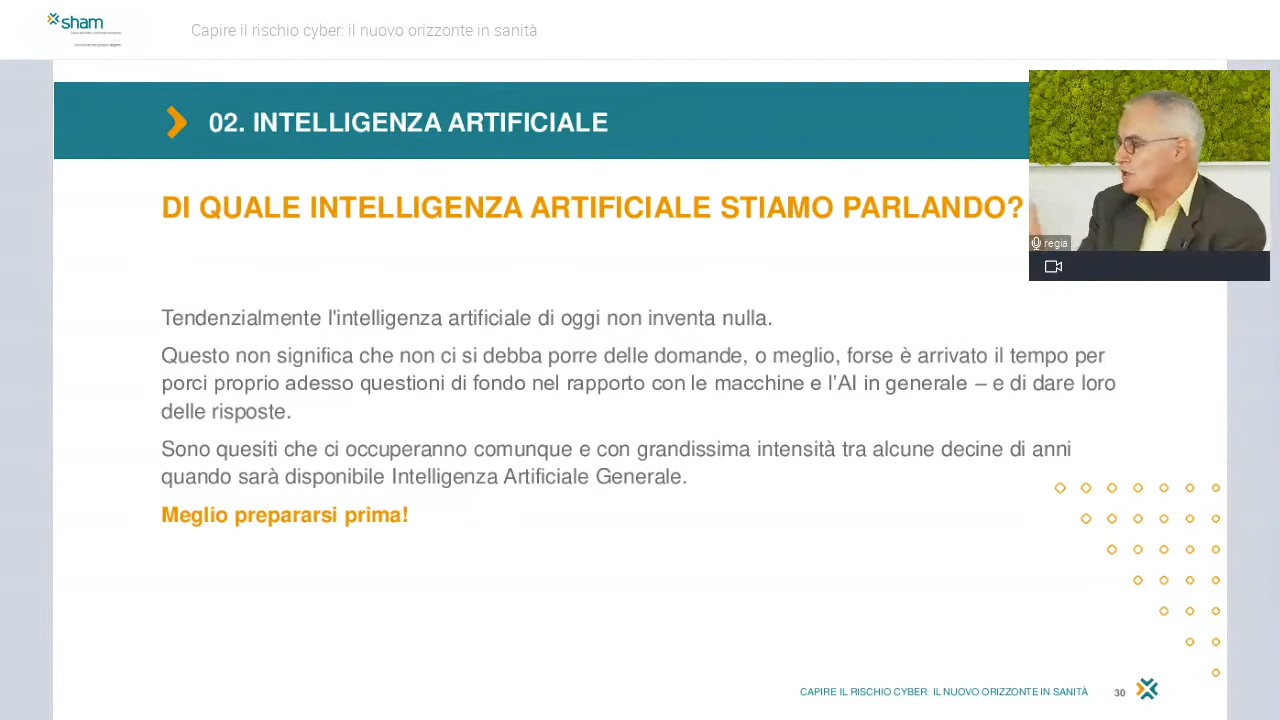 sham
Capire il rischio cyber: il nuovo orizzonte in sanità
02. INTELLIGENZA ARTIFICIALE
DI QUALE INTELLIGENZA ARTIFICIALE STIAMO PARLANDO?
regia
Tendenzialmente l'intelligenza artificiale di oggi non inventa nulla.
Questo non significa che non ci si debba porre delle domande, o meglio, forse è arrivato il tempo per
porci proprio adesso questioni di fondo nel rapporto con le macchine e l’AI in generale – e di dare loro
delle risposte.
Sono quesiti che ci occuperanno comunque e con grandissima intensità tra alcune decine di anni
quando sarà disponibile Intelligenza Artificiale Generale.
Meglio prepararsi prima!
CAPIRE IL RISCHIO CYBER: IL NUOVO ORIZZONTE IN SANITÀ 30